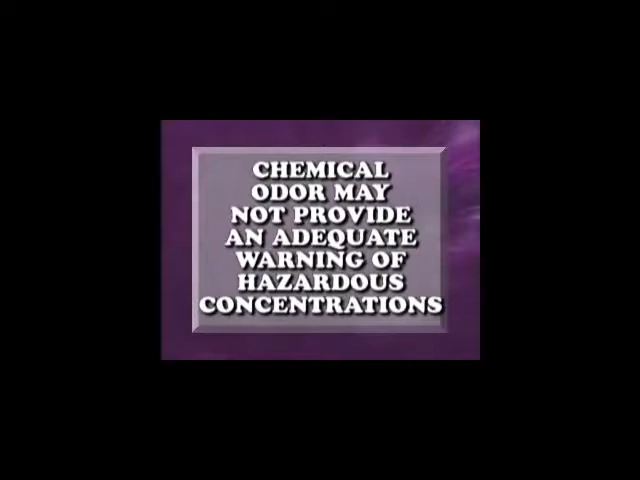 CHEMICAL
ODOR MAY
NOT PROVIDE
AN ADEQUATE
WARNING OF
HAZARDOUS
CONCENTRATIONS